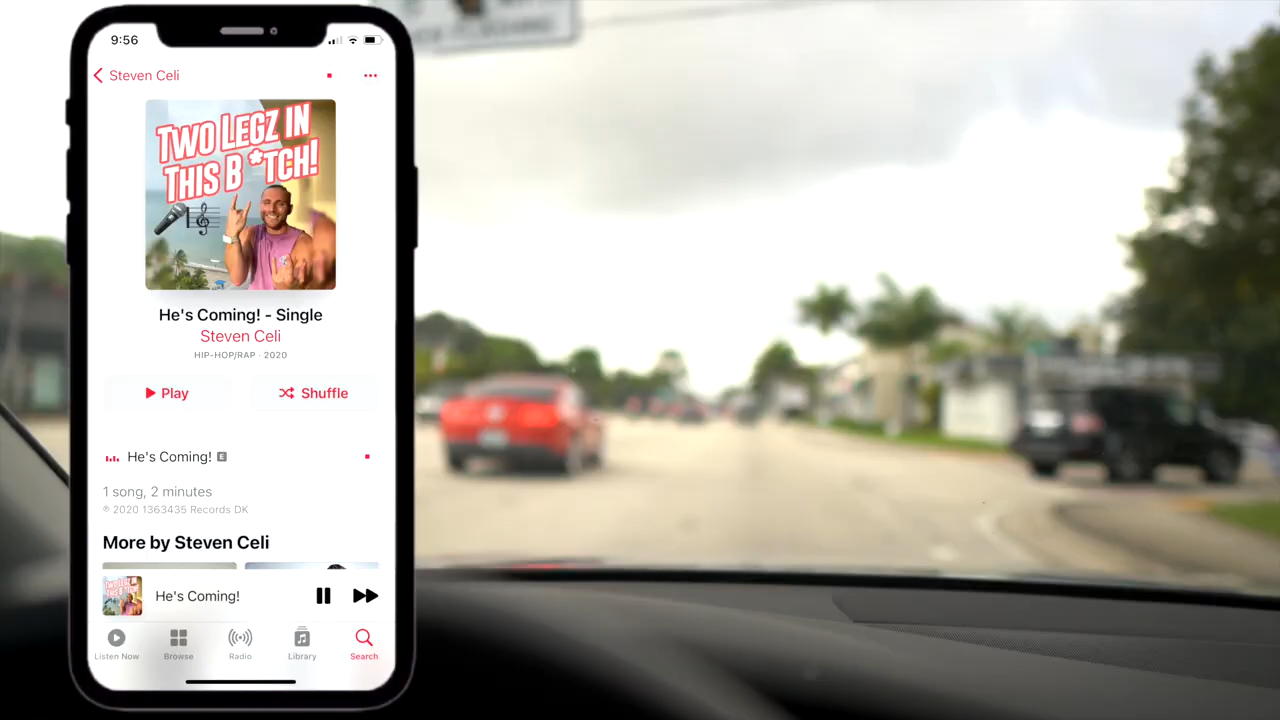 9:56
Steven Celi
TWO LEGZ IN
THIS B*TCH!
He's Coming! - Single
Steven Celi
HIP-HOP/RAP · 2020
Play
Shuffle
He's Coming! E
1 song, 2 minutes
℗ 2020 1363435 Records DK
More by Steven Celi
He's Coming!
Listen Now
Browse
Radio
Library
Search